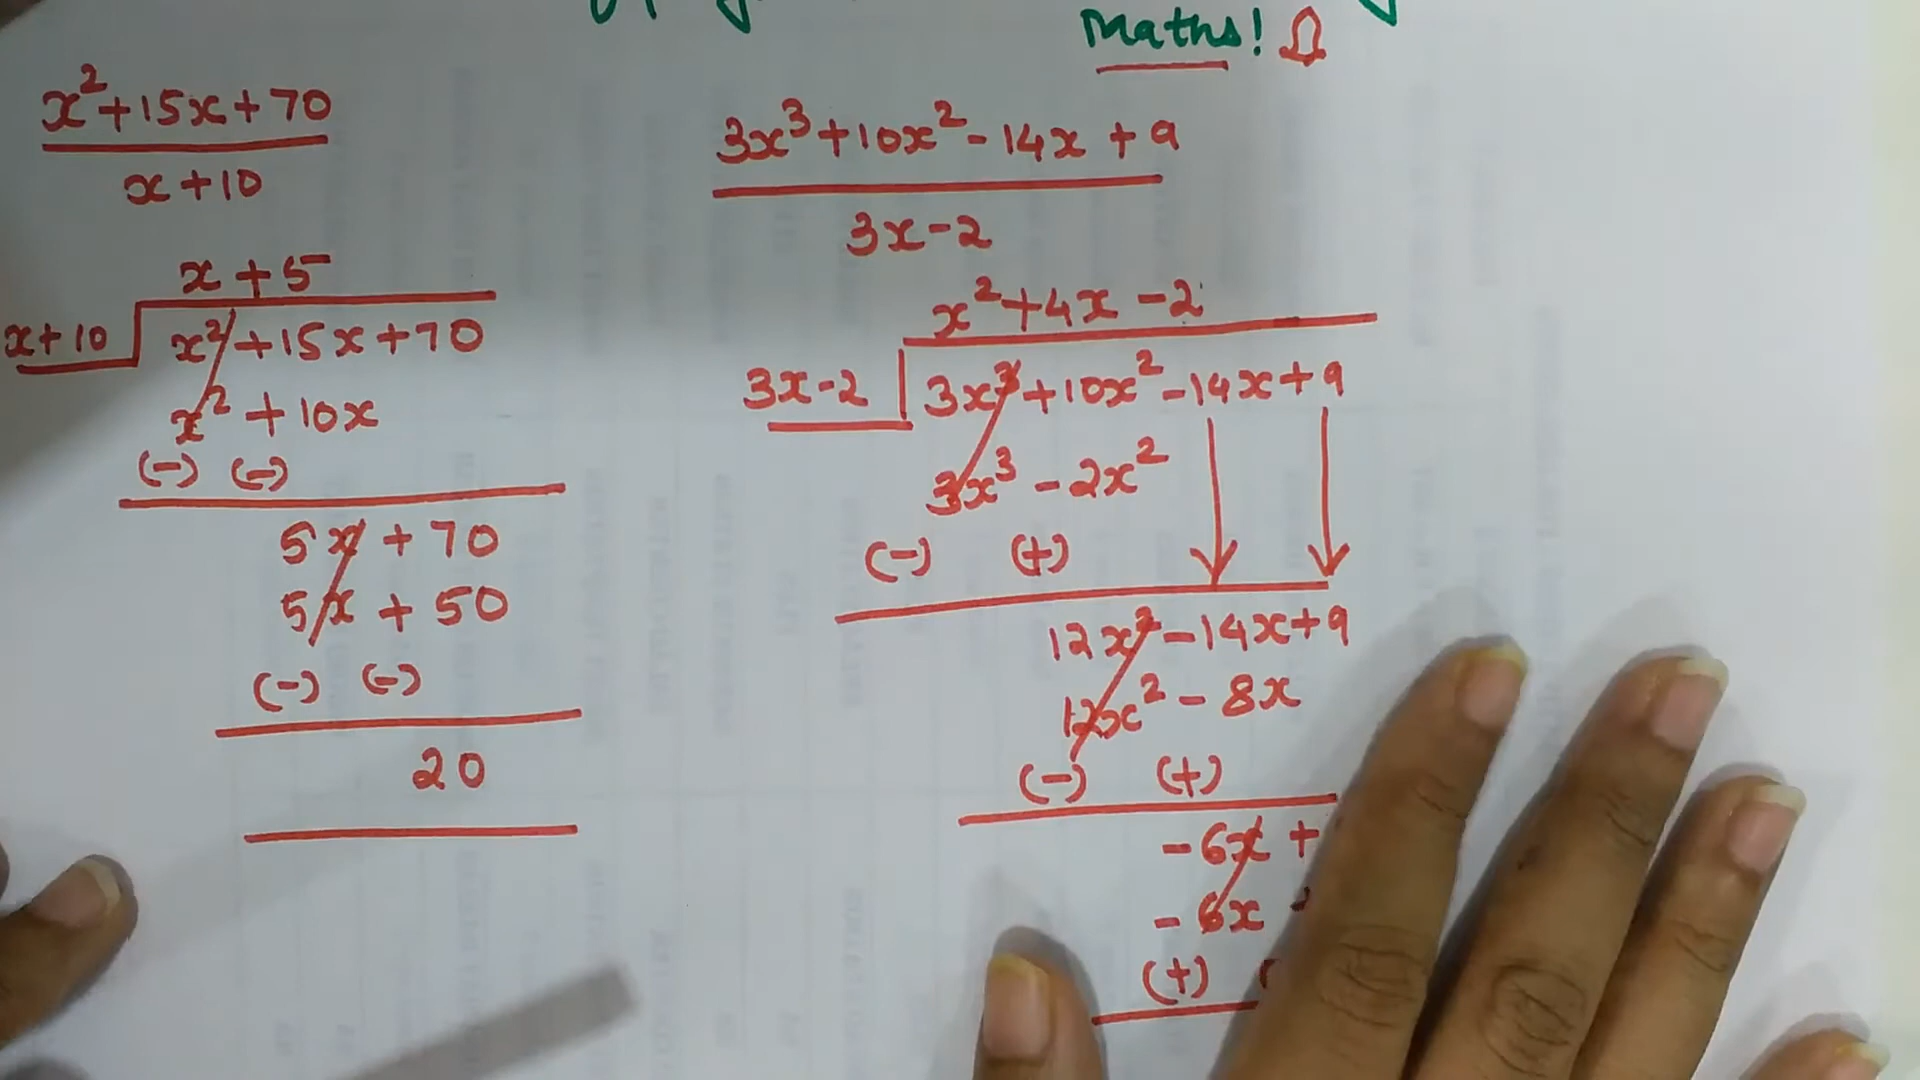 Maths!
x²+15x+70
x+10
x+5
x+10 x²+15x+70
x²+10x
(-) (-)
5x+70
5x+50
(-) (-)
20
3x³+10x²-14x+9
3x-2
x²+4x-2
3x-2 3x³+10x²-14x+9
3x³-2x²
(-) (+)
12x²-14x+9
12x²-8x
(-) (+)
-6x+
-6x
(+)